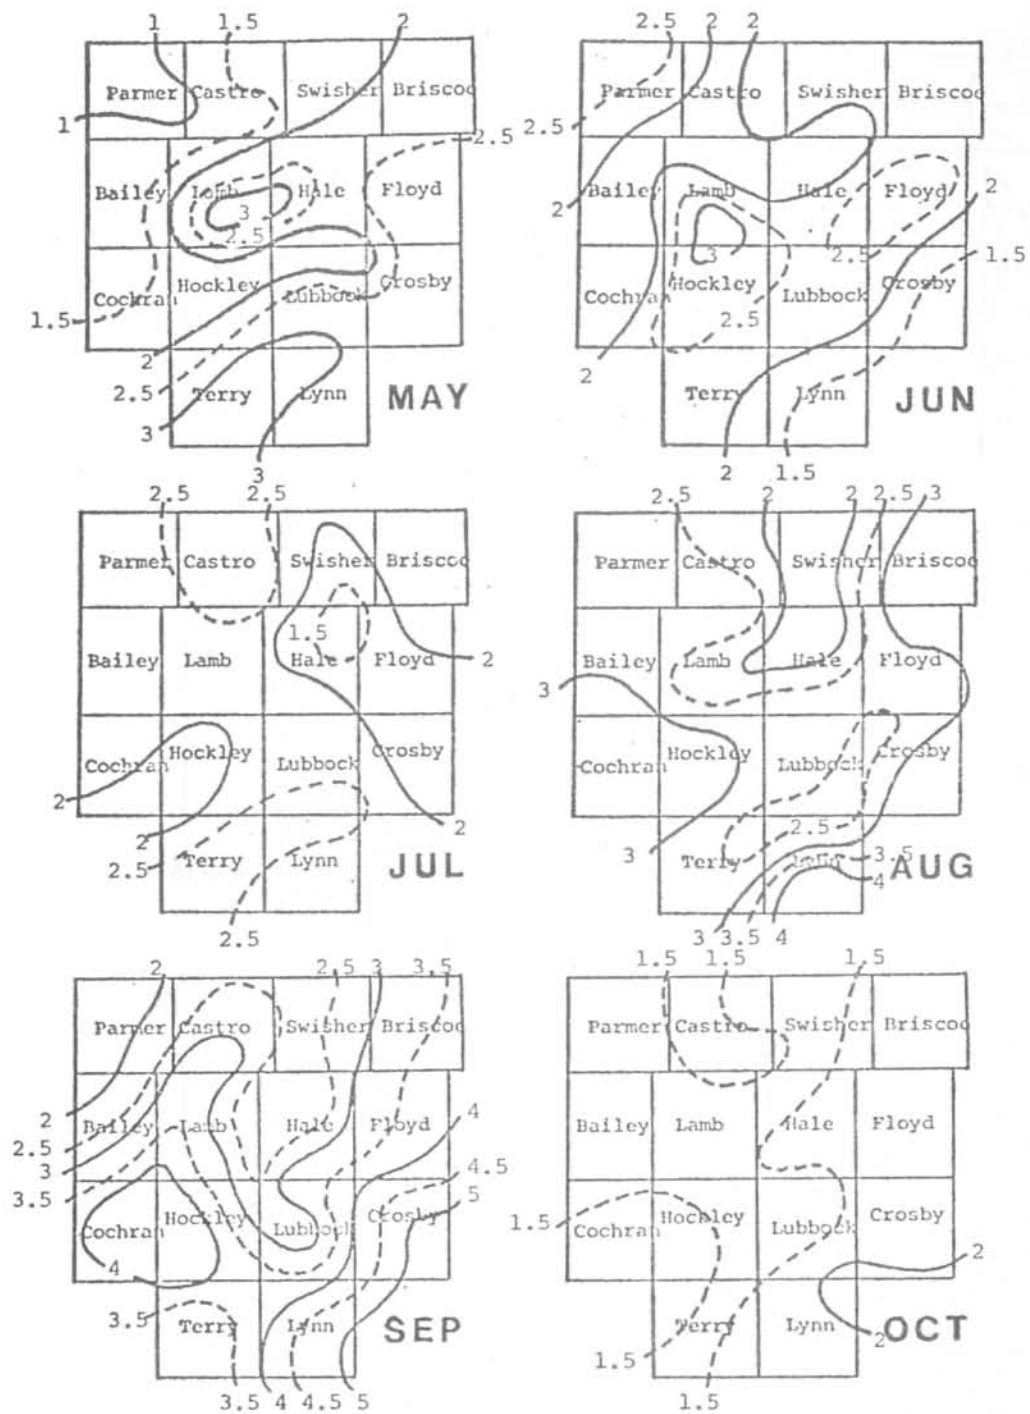 1 1.5 2
Parmer Castro Swisher Briscoe
1
2.5
Bailey Lamb Hale Floyd
3
2.5
Cochran Hockley Lubbock Crosby
1.5
2
2.5 Terry Lynn MAY
3
3
2.5 2 2
Parmer Castro Swisher Briscoe
2.5
Bailey Lamb Hale Floyd 2
2
3 2.5 1.5
Cochran Hockley Lubbock Crosby
2.5
2
Terry Lynn JUN
2 1.5
2.5 2.5
Parmer Castro Swisher Briscoe
1.5
Bailey Lamb Hale Floyd 2
Cochran Hockley Lubbock Crosby
2
2 2
2.5 Terry Lynn JUL
2.5
2.5 2 2 2.5 3
Parmer Castro Swisher Briscoe
Bailey Lamb Hale Floyd
3
Cochran Hockley Lubbock Crosby
2.5
3 Terry Lynn 3.5 AUG
4
3 3.5 4
2 2.5 3 3.5
Parmer Castro Swisher Briscoe
2 4
Bailey Lamb Hale Floyd
2.5
3 4.5
3.5 5
Cochran Hockley Lubbock Crosby
4
3.5 Terry Lynn SEP
3.5 4 4.5 5
1.5 1.5 1.5
Parmer Castro Swisher Briscoe
Bailey Lamb Hale Floyd
1.5 Cochran Hockley Lubbock Crosby
2
Terry Lynn 2 OCT
1.5
1.5